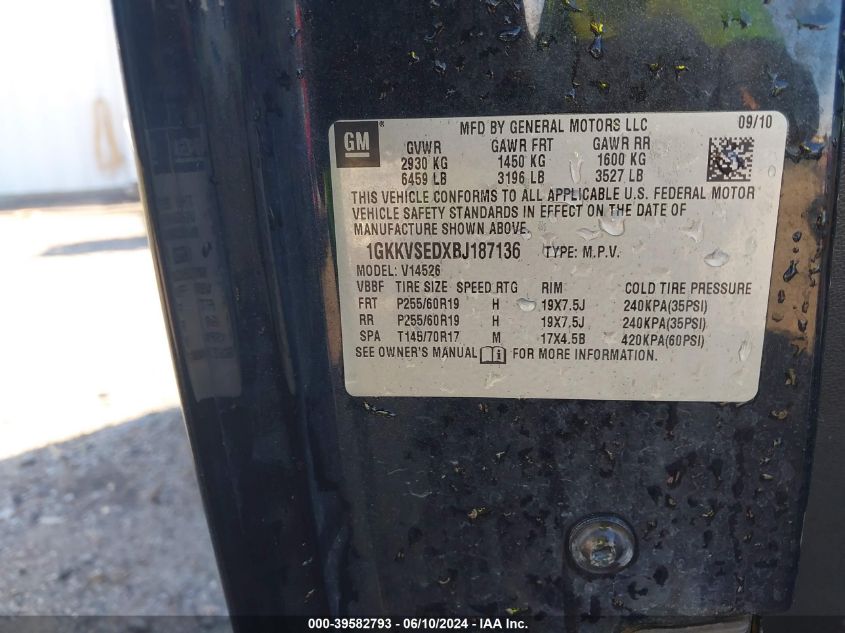 GM®
MFD BY GENERAL MOTORS LLC 09/10
GVWR GAWR FRT GAWR RR
2930 KG 1450 KG 1600 KG
6459 LB 3196 LB 3527 LB
THIS VEHICLE CONFORMS TO ALL APPLICABLE U.S. FEDERAL MOTOR
VEHICLE SAFETY STANDARDS IN EFFECT ON THE DATE OF
MANUFACTURE SHOWN ABOVE.
1GKKVSEDXBJ187136 TYPE: M.P.V.
MODEL: V14526
VBBF TIRE SIZE SPEED RTG RIM COLD TIRE PRESSURE
FRT P255/60R19 H 19X7.5J 240KPA(35PSI)
RR P255/60R19 H 19X7.5J 240KPA(35PSI)
SPA T145/70R17 M 17X4.5B 420KPA(60PSI)
SEE OWNER'S MANUAL FOR MORE INFORMATION.
000-39582793 - 06/10/2024 - IAA Inc.